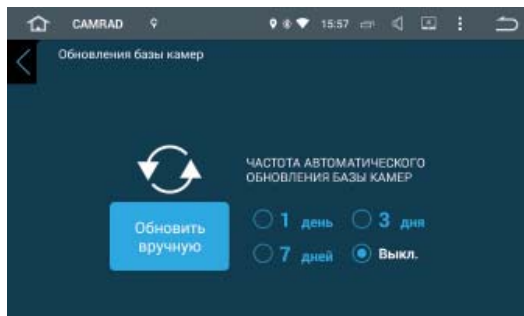 CAMRAD 15:57
Обновления базы камер
ЧАСТОТА АВТОМАТИЧЕСКОГО
ОБНОВЛЕНИЯ БАЗЫ КАМЕР
Обновить
вручную
1 день 3 дня
7 дней Выкл.